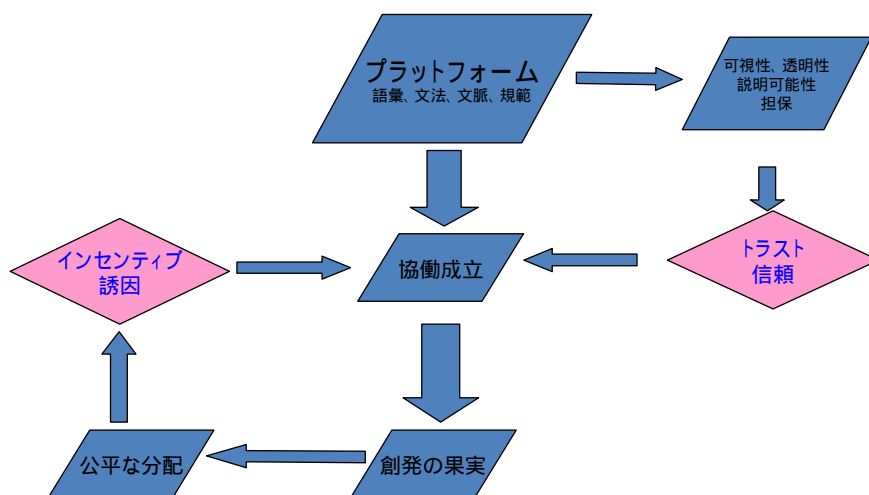 プラットフォーム
語彙、文法、文脈、規範
可視性、透明性
説明可能性
担保
インセンティブ
誘因
協働成立
トラスト
信頼
公平な分配
創発の果実